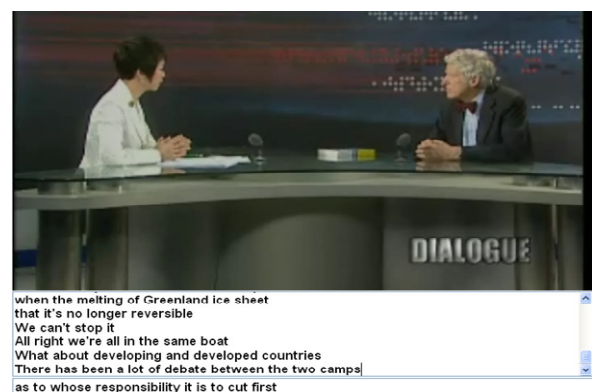 DIALOGUE
when the melting of Greenland ice sheet
that it's no longer reversible
We can't stop it
All right we're all in the same boat
What about developing and developed countries
There has been a lot of debate between the two camps
as to whose responsibility it is to cut first